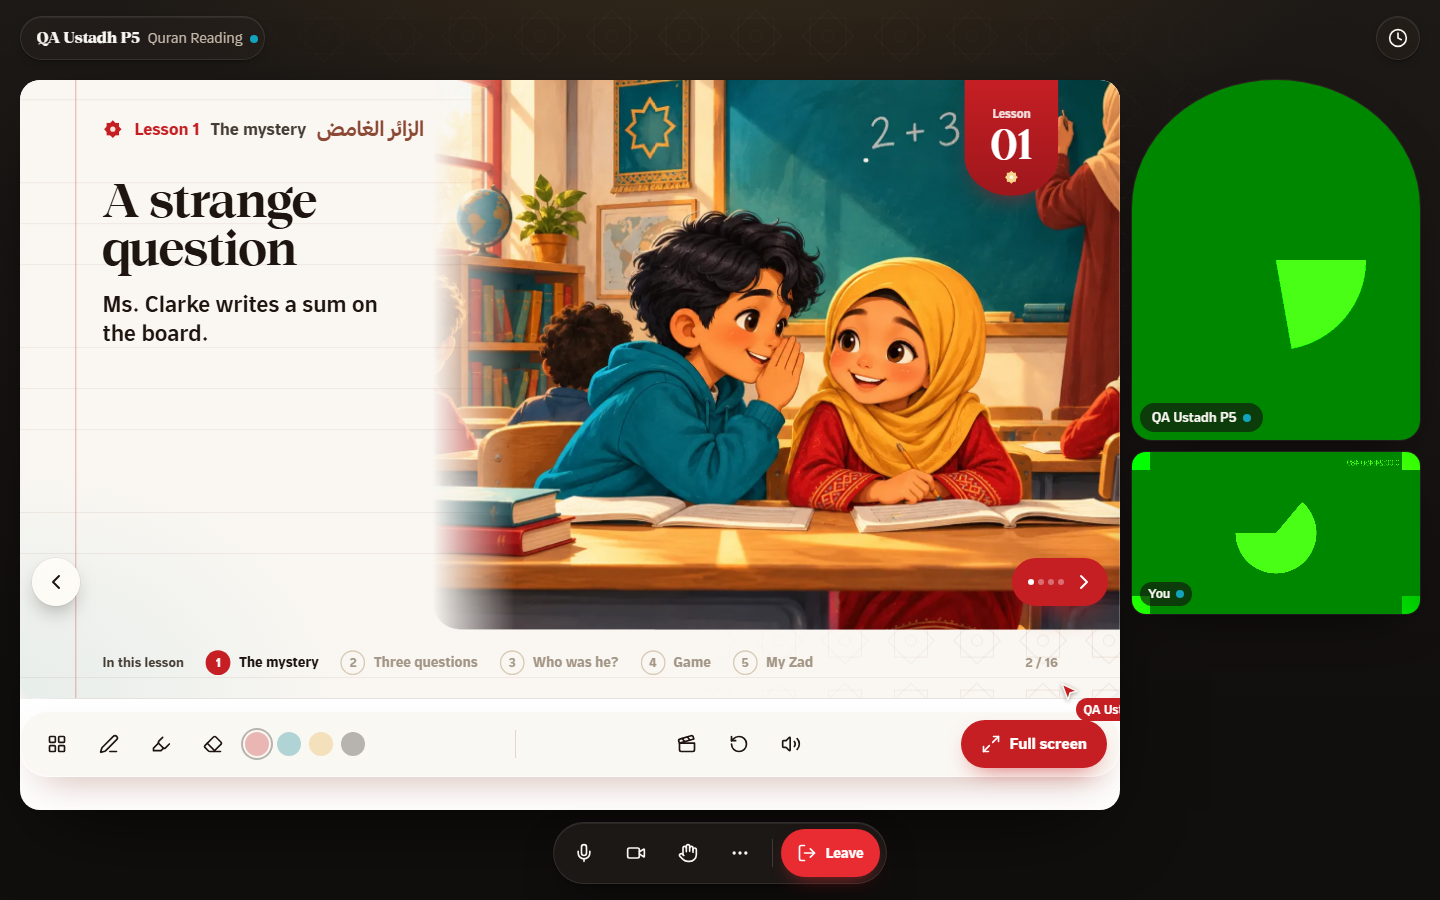 QA Ustadh P5 Quran Reading
Lesson 1 The mystery الزائر الغامض
A strange
question
Ms. Clarke writes a sum on
the board.
2 + 3
Lesson
01
In this lesson 1 The mystery 2 Three questions 3 Who was he? 4 Game 5 My Zad 2 / 16
QA Ust
Full screen
QA Ustadh P5
You
Leave